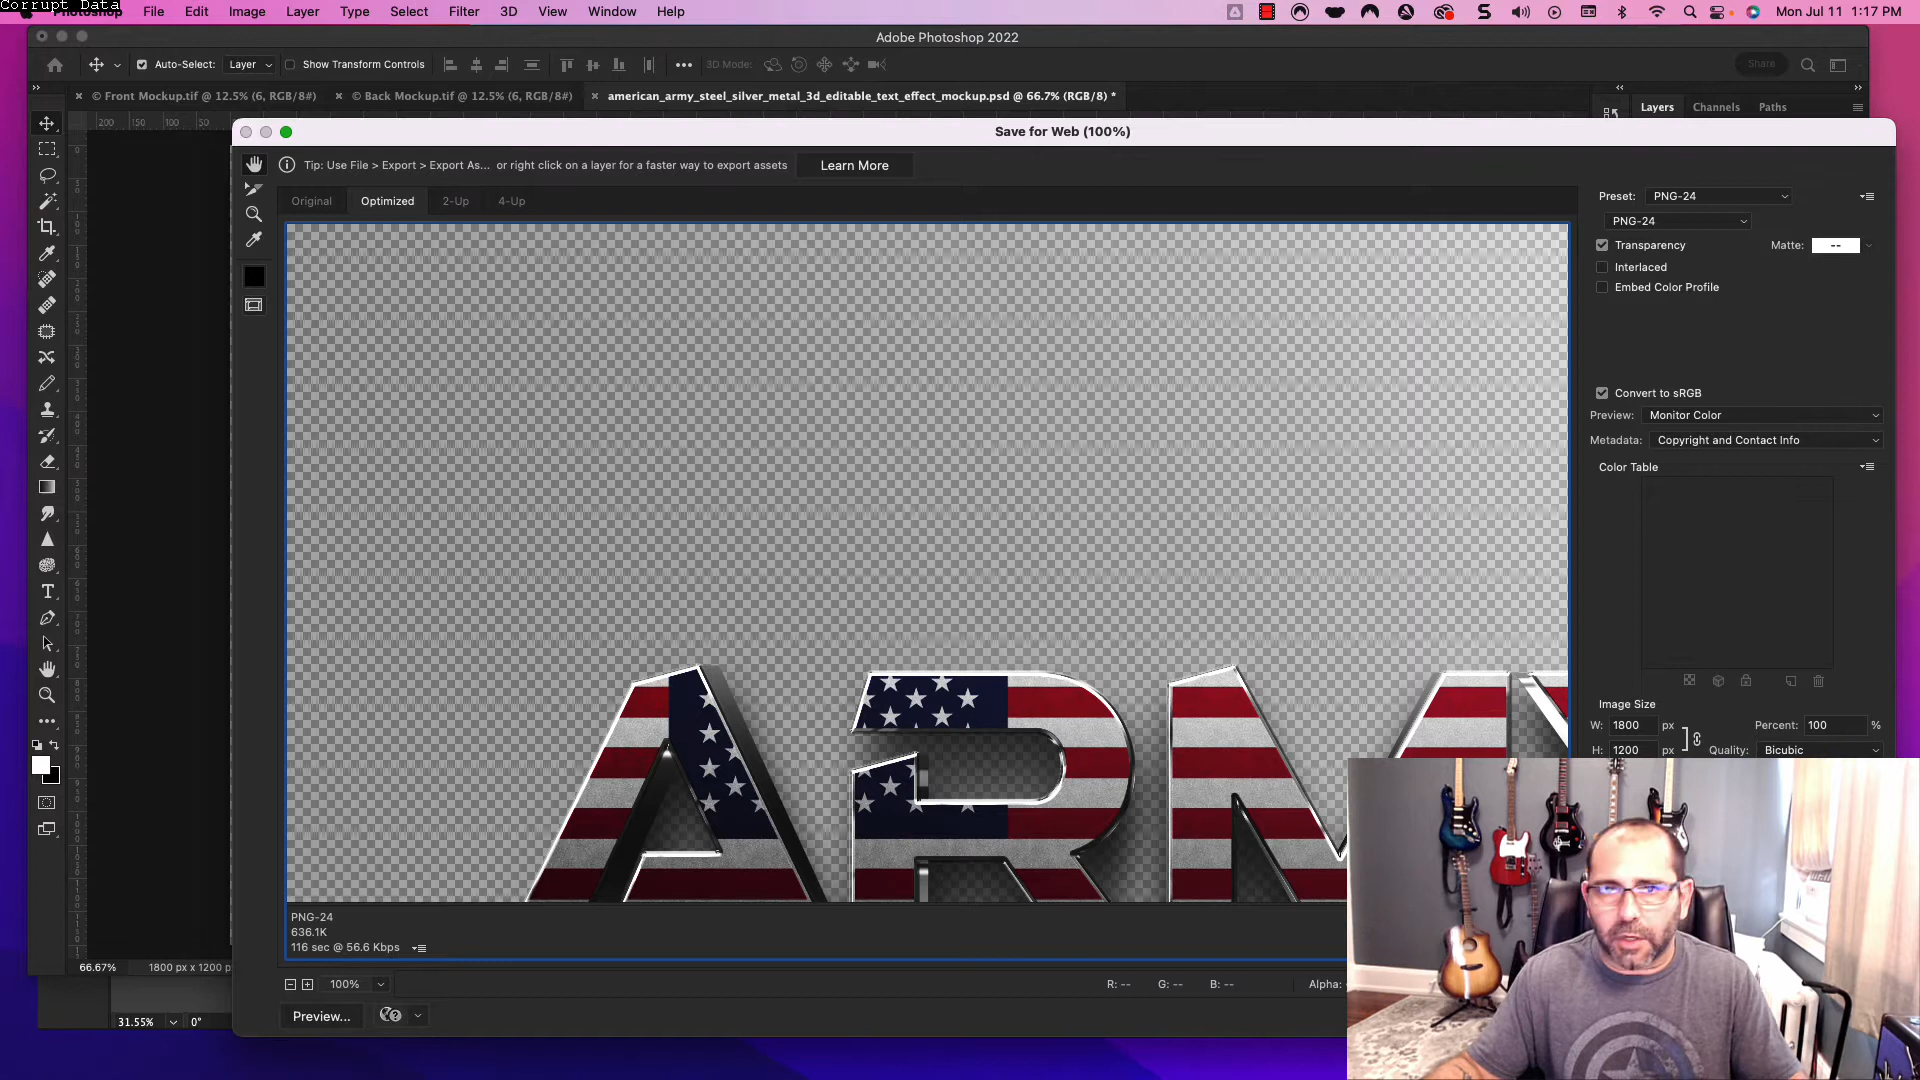 Corrupt Data
File Edit Image Layer Type Select Filter 3D View Window Help
Mon Jul 11 1:17 PM
Adobe Photoshop 2022
Auto-Select: Layer Show Transform Controls 3D Mode: Share
© Front Mockup.tif @ 12.5% (6, RGB/8#) © Back Mockup.tif @ 12.5% (6, RGB/8#) american_army_steel_silver_metal_3d_editable_text_effect_mockup.psd @ 66.7% (RGB/8) *
Layers Channels Paths
Save for Web (100%)
Tip: Use File > Export > Export As... or right click on a layer for a faster way to export assets Learn More
Original Optimized 2-Up 4-Up
Preset: PNG-24
PNG-24
Transparency Matte: --
Interlaced
Embed Color Profile
Convert to sRGB
Preview: Monitor Color
Metadata: Copyright and Contact Info
Color Table
Image Size
W: 1800 px Percent: 100 %
H: 1200 px Quality: Bicubic
ARMY
PNG-24
636.1K
116 sec @ 56.6 Kbps
66.67% 1800 px x 1200 p
100% R: -- G: -- B: -- Alpha:
Preview...
31.55% 0°